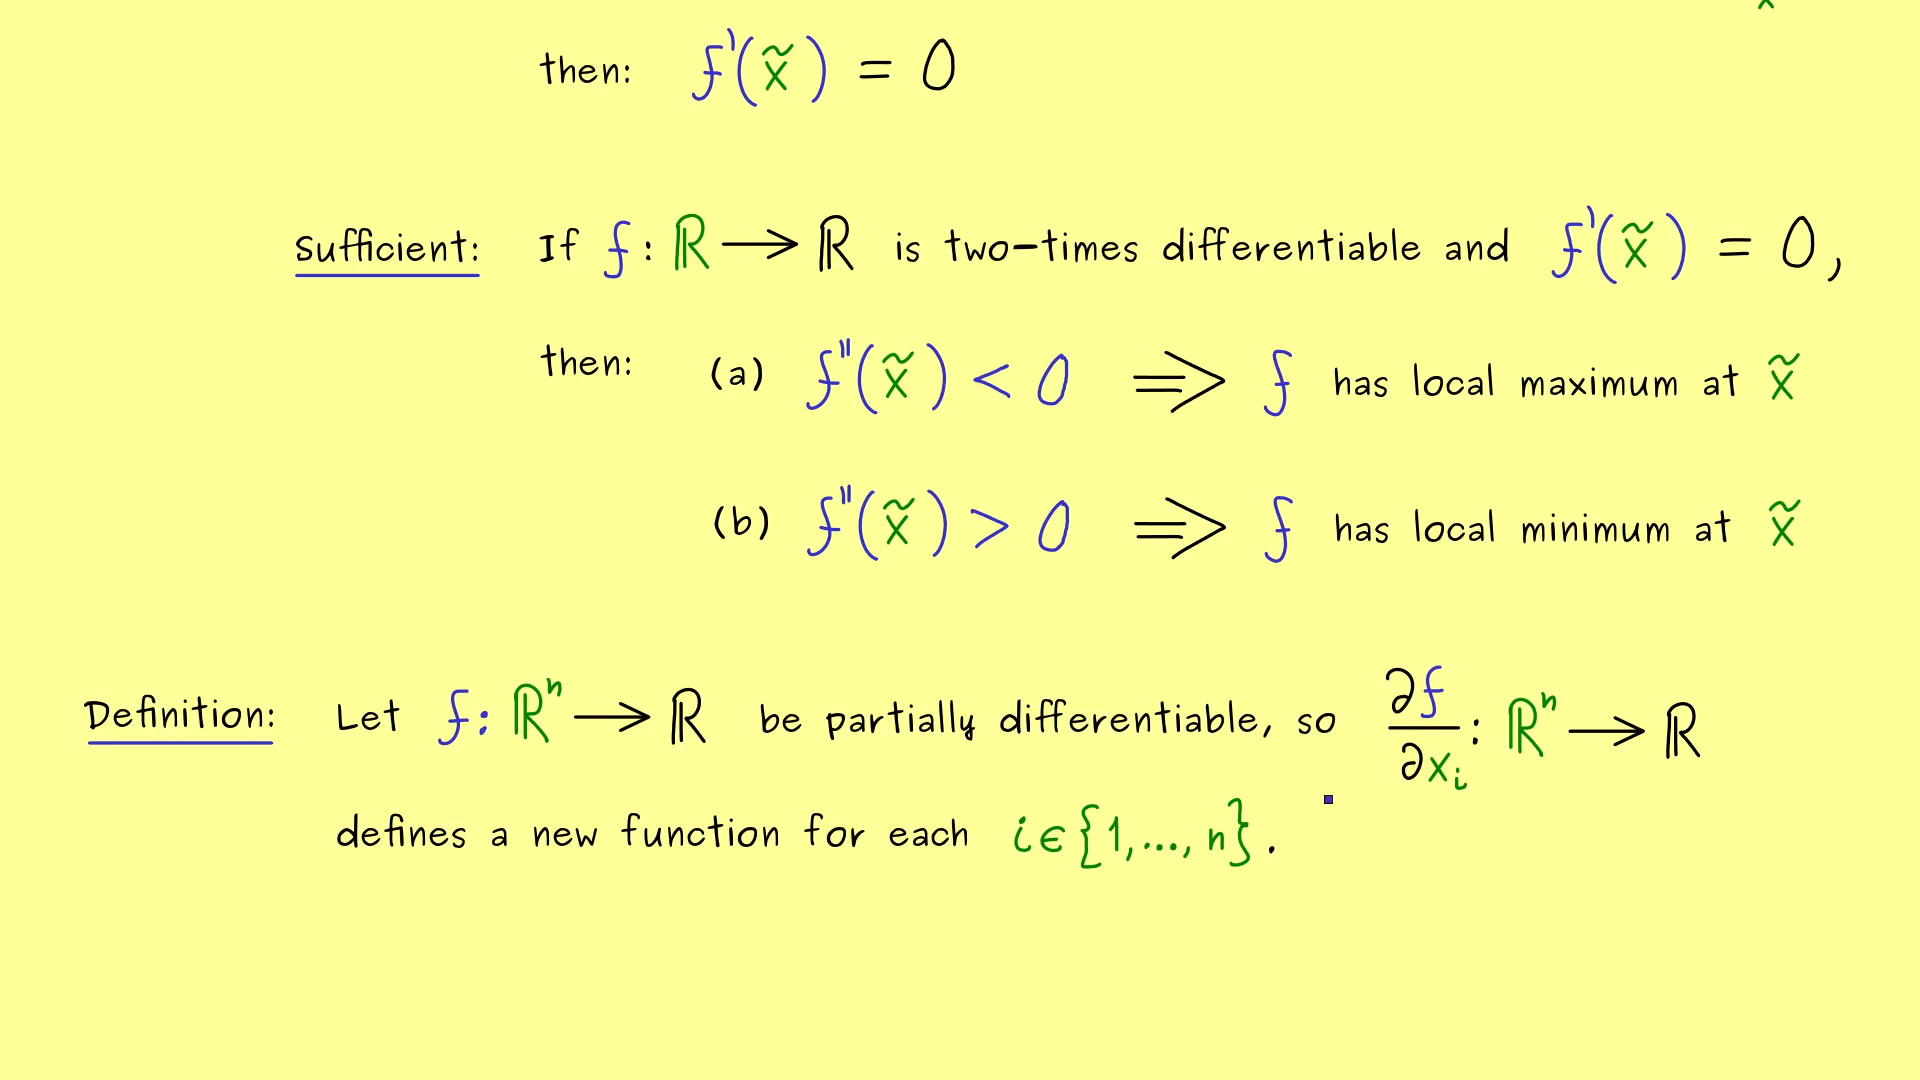 then: f'(x̃) = 0
Sufficient: If f: ℝ ⟶ ℝ is two-times differentiable and f'(x̃) = 0,
then: (a) f''(x̃) < 0 ⟹ f has local maximum at x̃
(b) f''(x̃) > 0 ⟹ f has local minimum at x̃
Definition: Let f: ℝⁿ ⟶ ℝ be partially differentiable, so ∂f/∂xᵢ : ℝⁿ ⟶ ℝ
defines a new function for each i ∈ {1,..., n}.